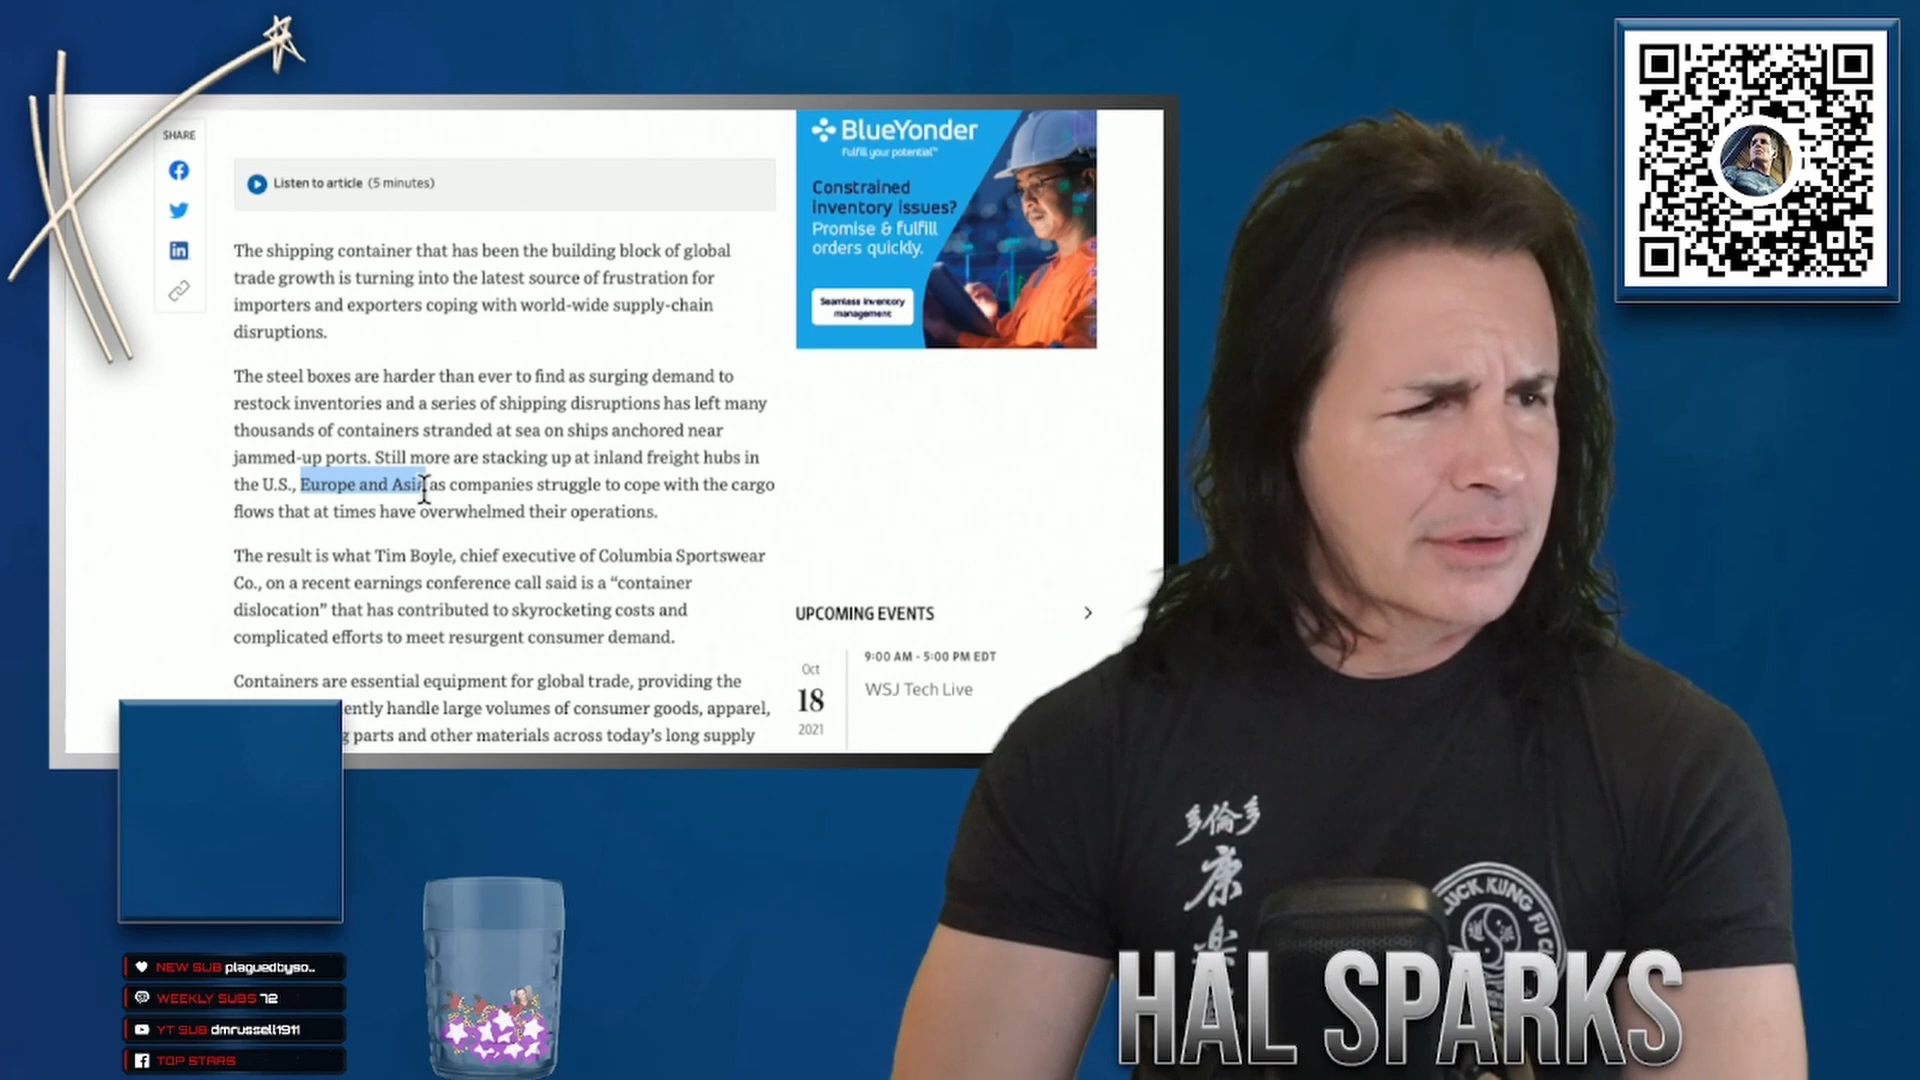 SHARE
Listen to article (5 minutes)
The shipping container that has been the building block of global
trade growth is turning into the latest source of frustration for
importers and exporters coping with world-wide supply-chain
disruptions.
The steel boxes are harder than ever to find as surging demand to
restock inventories and a series of shipping disruptions has left many
thousands of containers stranded at sea on ships anchored near
jammed-up ports. Still more are stacking up at inland freight hubs in
the U.S., Europe and Asia as companies struggle to cope with the cargo
flows that at times have overwhelmed their operations.
The result is what Tim Boyle, chief executive of Columbia Sportswear
Co., on a recent earnings conference call said is a “container
dislocation” that has contributed to skyrocketing costs and
complicated efforts to meet resurgent consumer demand.
Containers are essential equipment for global trade, providing the
ently handle large volumes of consumer goods, apparel,
g parts and other materials across today’s long supply
BlueYonder
Fulfill your potential™
Constrained
inventory issues?
Promise & fulfill
orders quickly.
Seamless inventory
management
UPCOMING EVENTS
Oct
18
2021
9:00 AM - 5:00 PM EDT
WSJ Tech Live
NEW SUB plaguedbyso..
WEEKLY SUBS 72
YT SUB dmrussell1911
TOP STARS
UCK KUNG FU C
HAL SPARKS